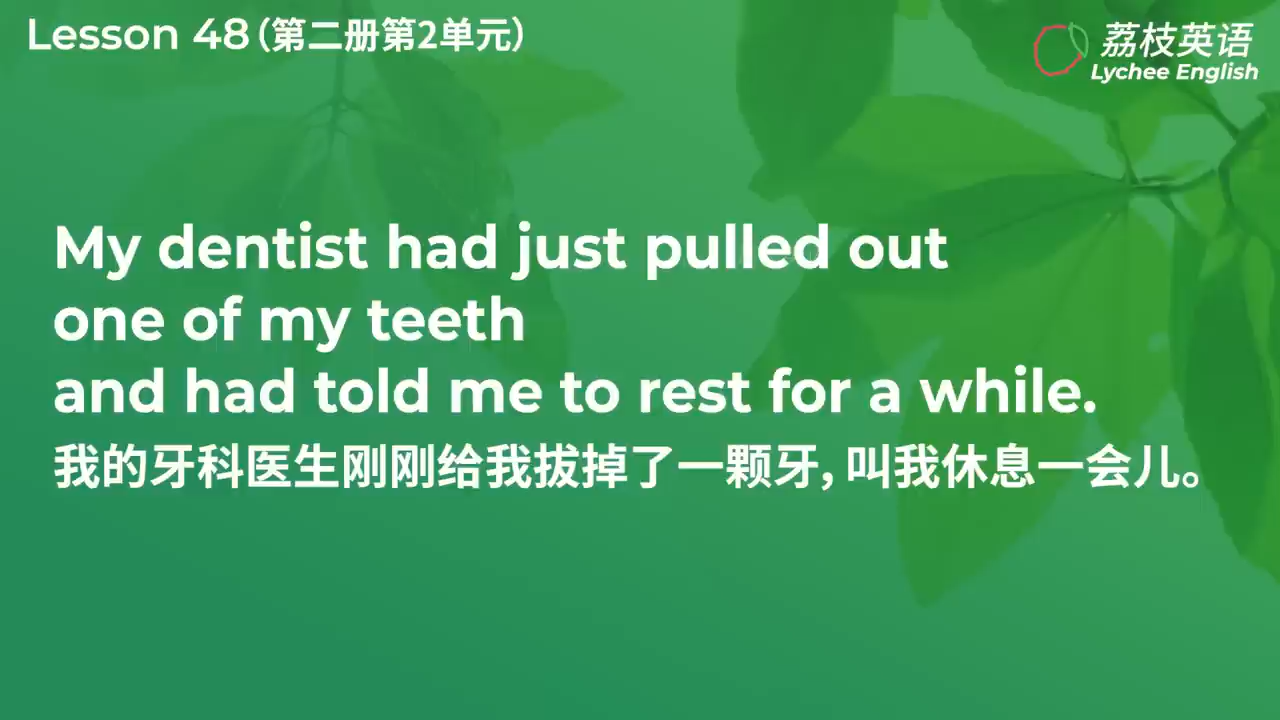 Lesson 48（第二册第2单元）
荔枝英语
Lychee English
My dentist had just pulled out
one of my teeth
and had told me to rest for a while.
我的牙科医生刚刚给我拔掉了一颗牙，叫我休息一会儿。